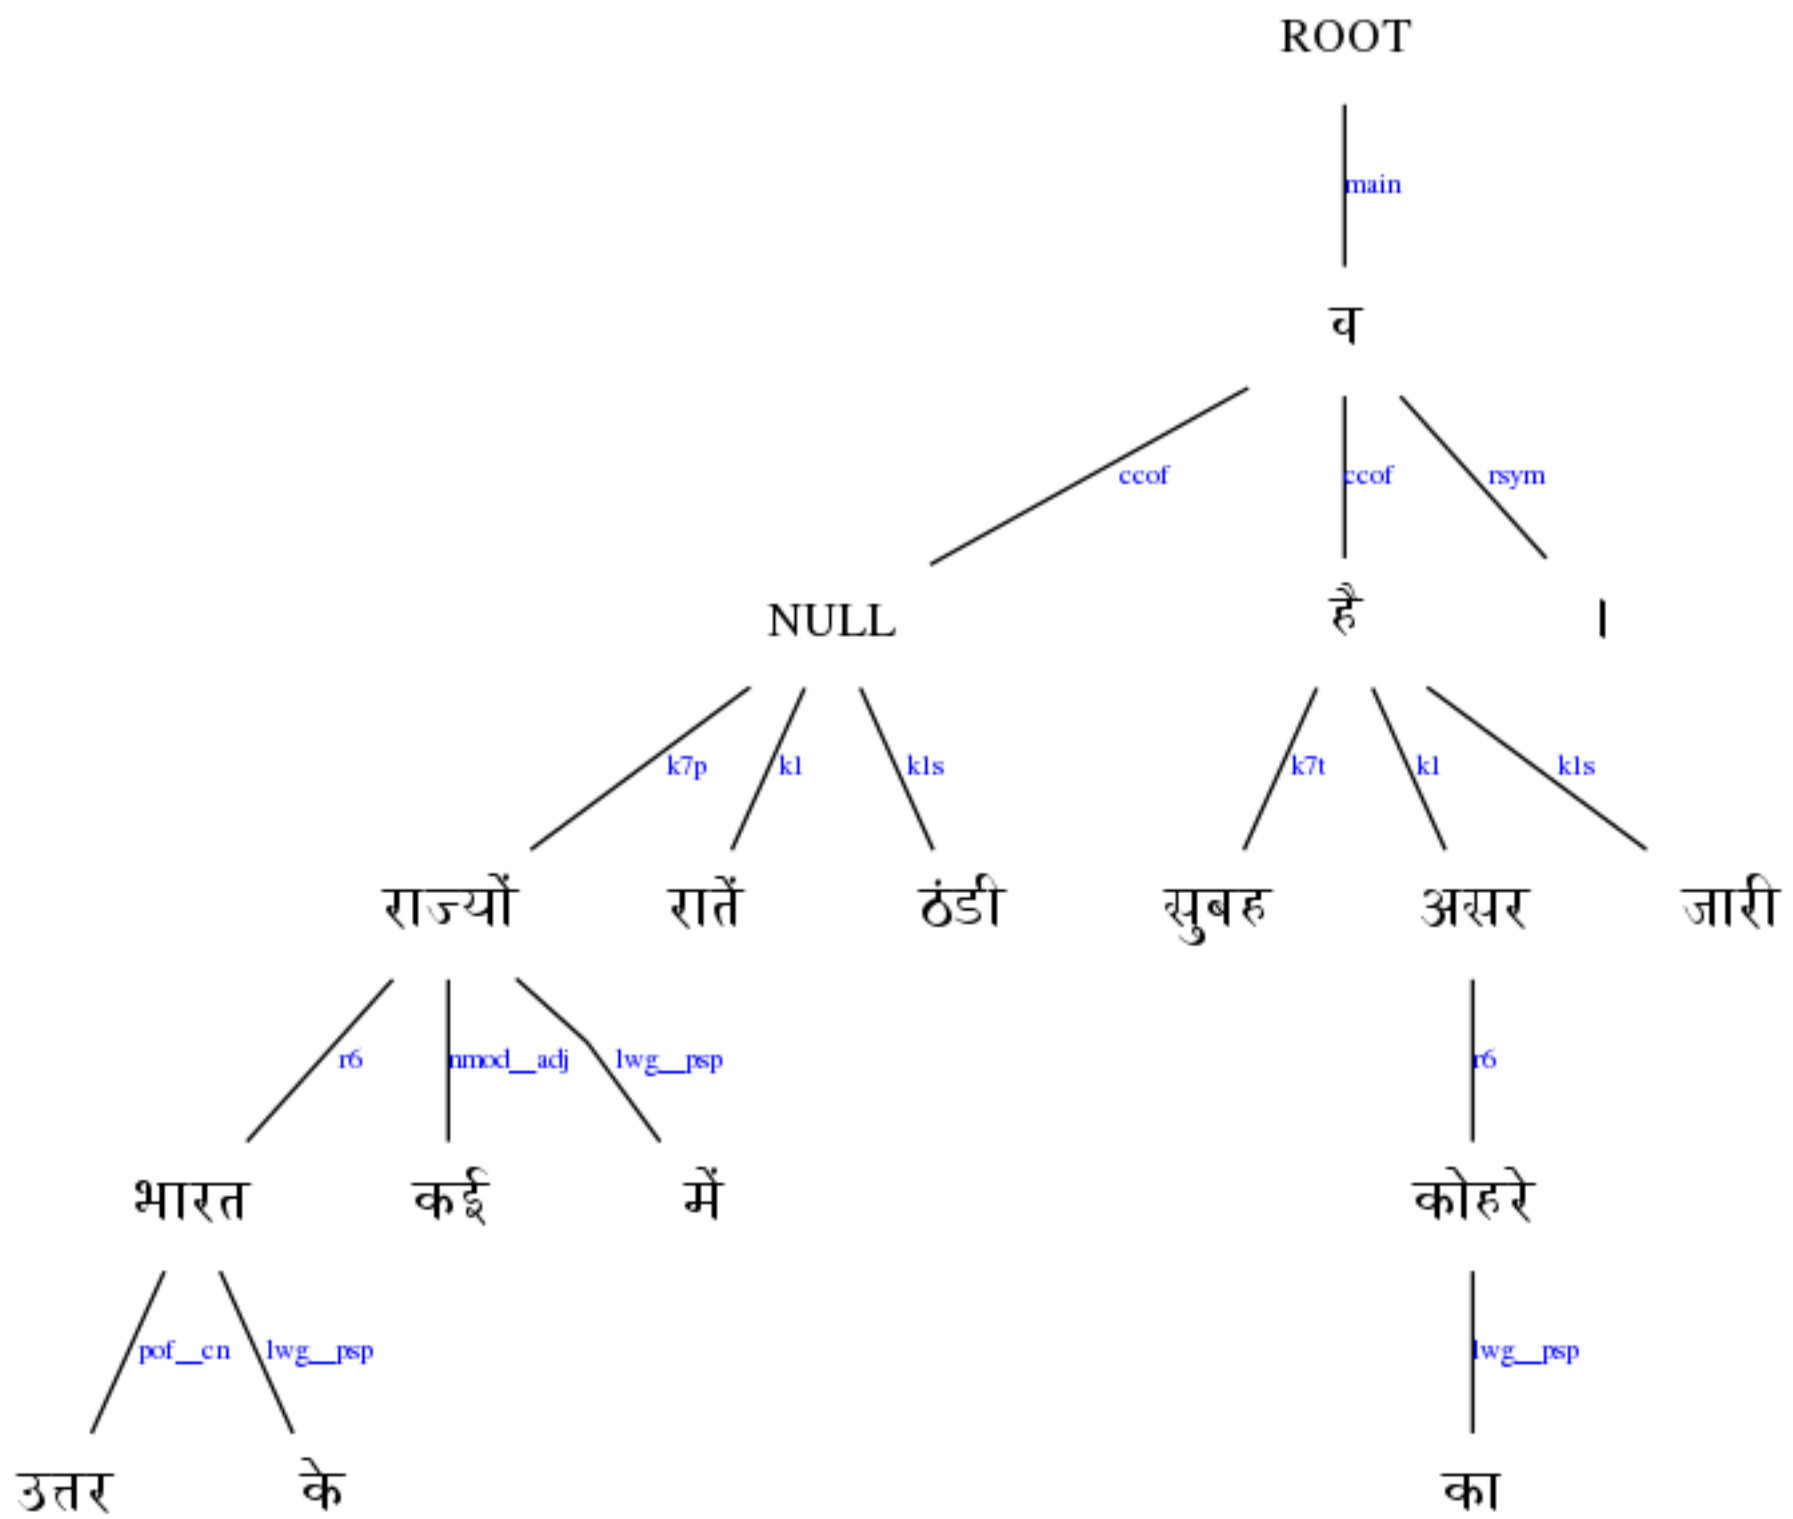 ROOT
main
व
ccof ccof rsym
NULL है ।
k7p k1 k1s k7t k1 k1s
राज्यों रातें ठंडी सुबह असर जारी
r6 nmod__adj lwg__psp r6
भारत कई में कोहरे
pof__cn lwg__psp lwg__psp
उत्तर के का